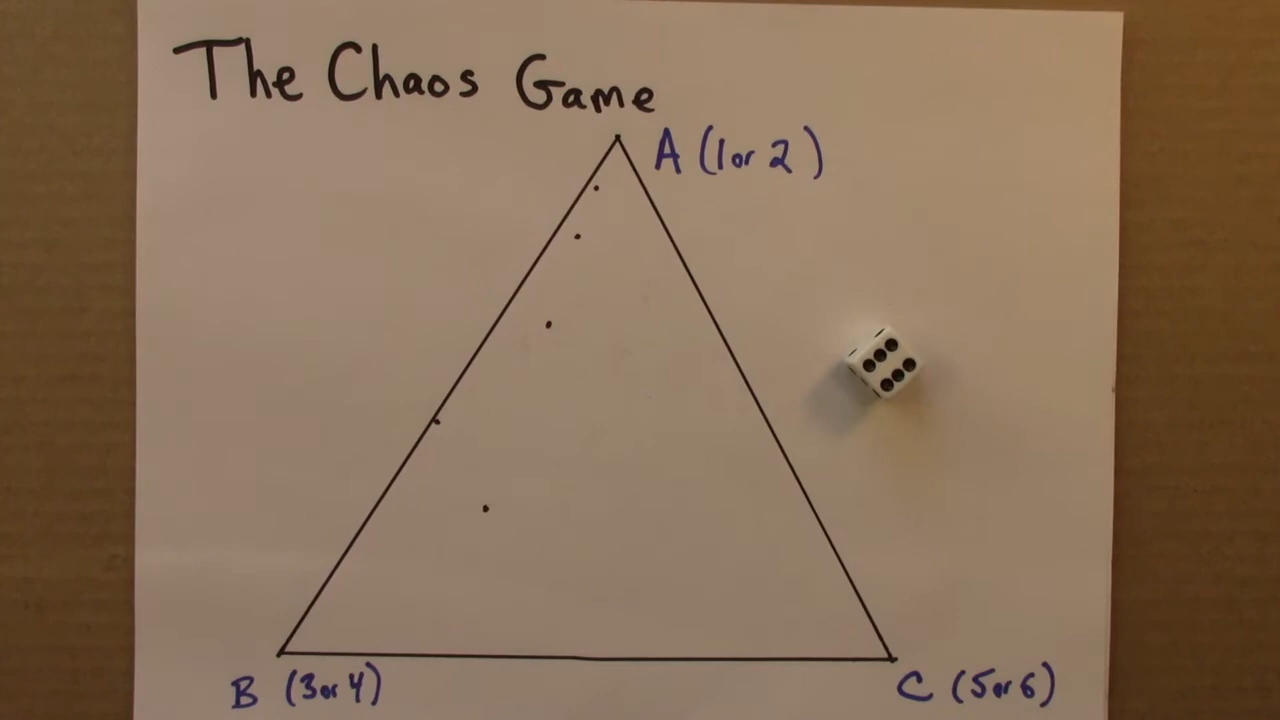 The Chaos Game
A (1 or 2)
B (3 or 4)
C (5 or 6)